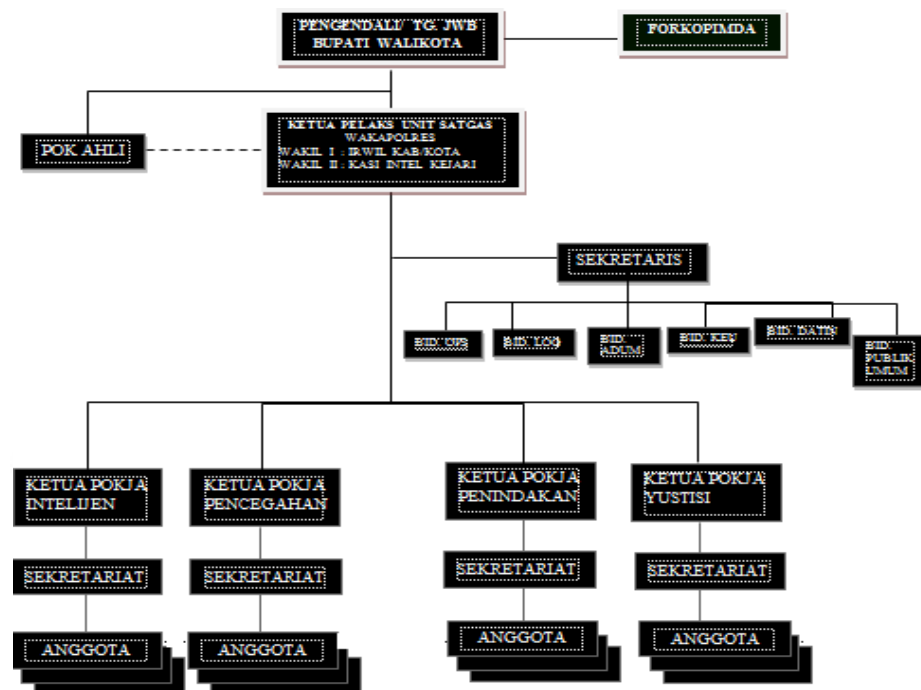 PENGENDALI/ TG. JWB
BUPATI WALIKOTA
FORKOPIMDA
KETUA PELAKS UNIT SATGAS
WAKAPOLRES
WAKIL I : IRWIL KAB/KOTA
WAKIL II : KASI INTEL KEJARI
POK AHLI
SEKRETARIS
BID. OPS
BID. LOG
BID.
ADUM
BID. KEU
BID. DATIN
BID.
PUBLIK
UMUM
KETUA POKJA
INTELIJEN
KETUA POKJA
PENCEGAHAN
KETUA POKJA
PENINDAKAN
KETUA POKJA
YUSTISI
SEKRETARIAT
SEKRETARIAT
SEKRETARIAT
SEKRETARIAT
ANGGOTA
ANGGOTA
ANGGOTA
ANGGOTA